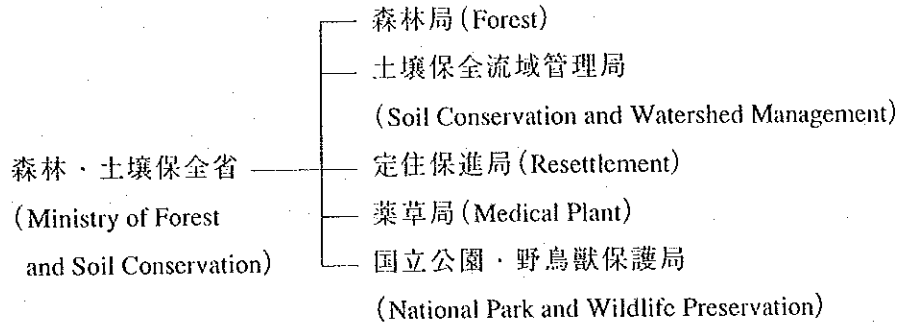 森林局 (Forest)
土壌保全流域管理局
(Soil Conservation and Watershed Management)
森林・土壌保全省
(Ministry of Forest
and Soil Conservation)
定住保進局 (Resettlement)
薬草局 (Medical Plant)
国立公園・野鳥獣保護局
(National Park and Wildlife Preservation)